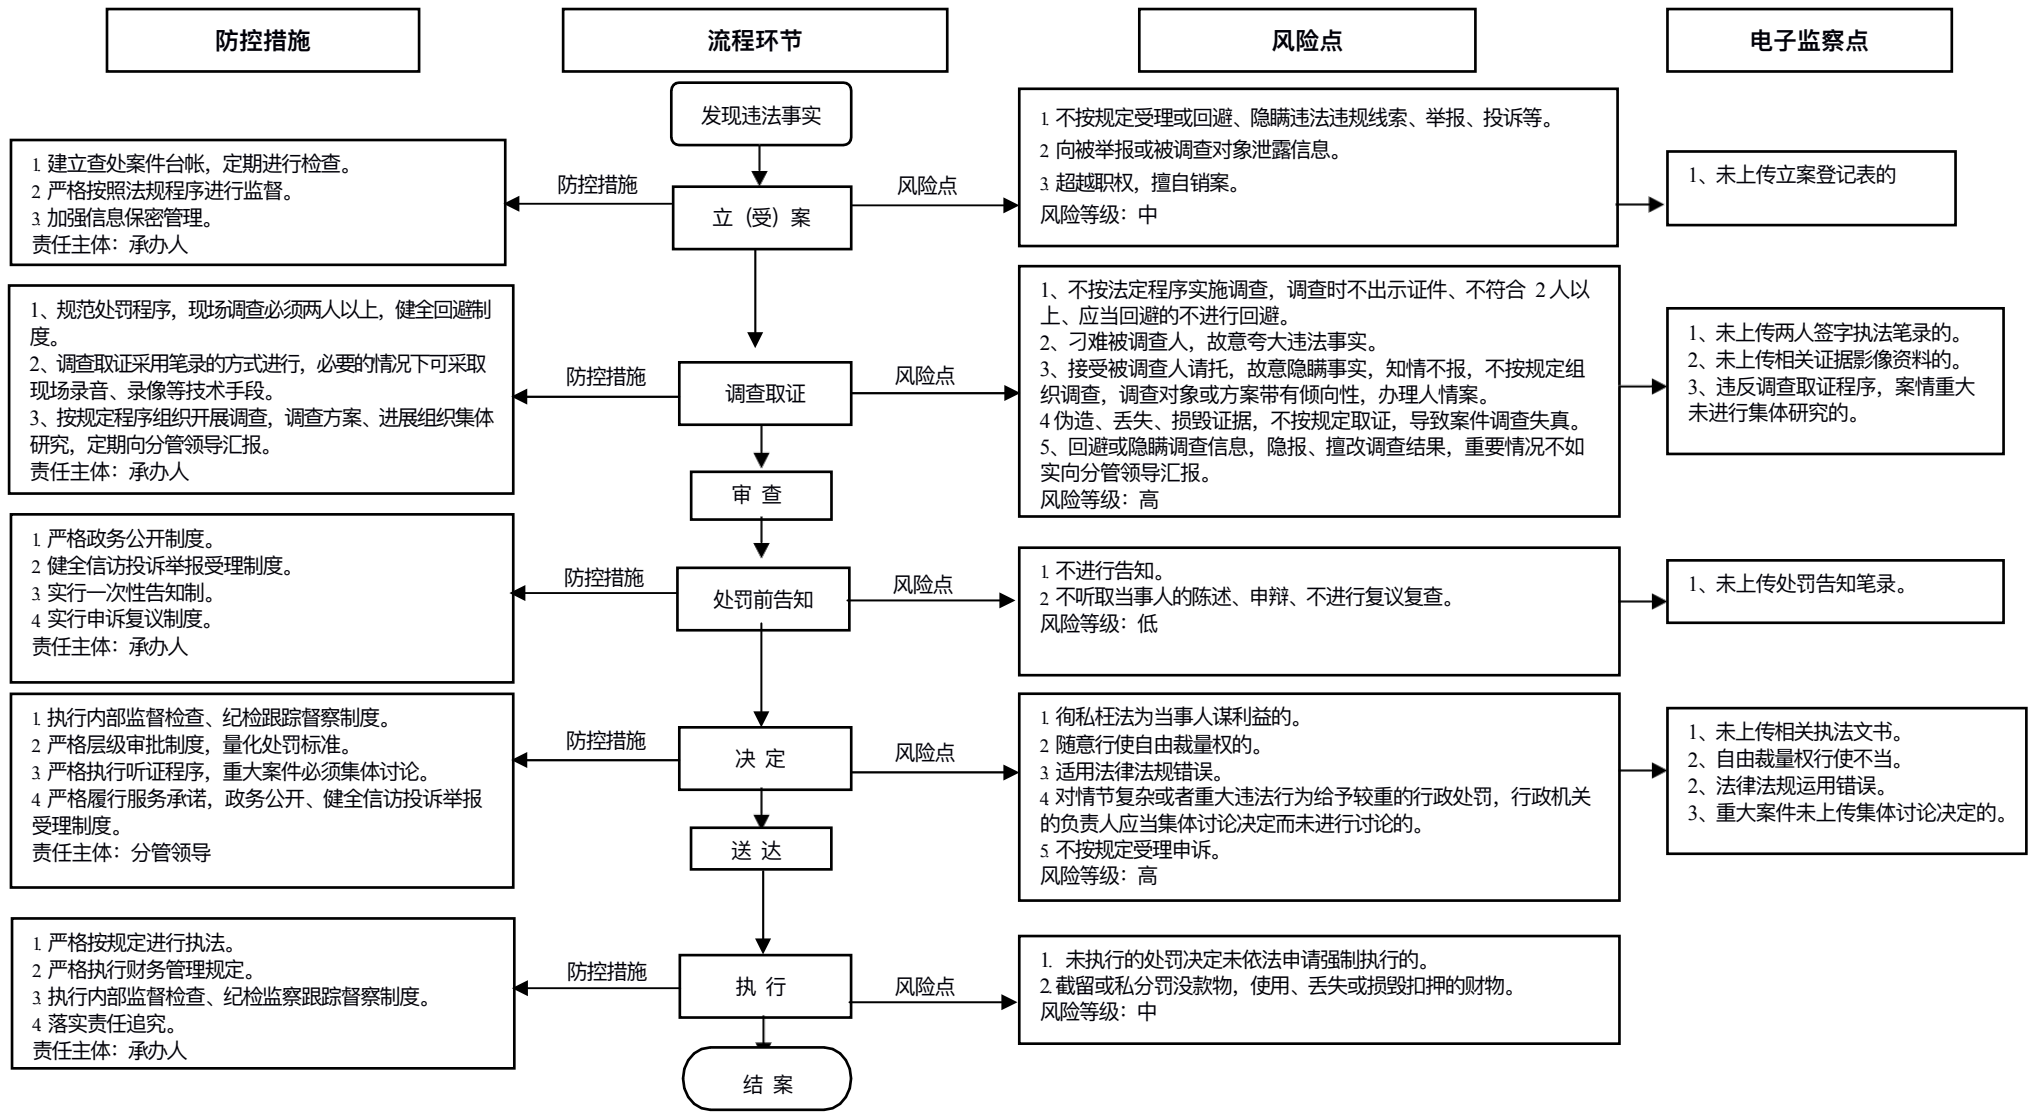 防控措施
流程环节
风险点
电子监察点
发现违法事实
1. 建立查处案件台帐，定期进行检查。
2. 严格按照法规程序进行监督。
3. 加强信息保密管理。
责任主体：承办人
防控措施
立（受）案
风险点
1. 不按规定受理或回避、隐瞒违法违规线索、举报、投诉等。
2. 向被举报或被调查对象泄露信息。
3. 超越职权，擅自销案。
风险等级：中
1、未上传立案登记表的
1、规范处罚程序，现场调查必须两人以上，健全回避制
度。
2、调查取证采用笔录的方式进行，必要的情况下可采取
现场录音、录像等技术手段。
3、按规定程序组织开展调查，调查方案、进展组织集体
研究，定期向分管领导汇报。
责任主体：承办人
防控措施
调查取证
风险点
1、不按法定程序实施调查，调查时不出示证件、不符合 2 人以
上、应当回避的不进行回避。
2、刁难被调查人，故意夸大违法事实。
3、接受被调查人请托，故意隐瞒事实，知情不报，不按规定组
织调查，调查对象或方案带有倾向性，办理人情案。
4 伪造、丢失、损毁证据，不按规定取证，导致案件调查失真。
5、回避或隐瞒调查信息，隐报、擅改调查结果，重要情况不如
实向分管领导汇报。
风险等级：高
1、未上传两人签字执法笔录的。
2、未上传相关证据影像资料的。
3、违反调查取证程序，案情重大
未进行集体研究的。
审 查
1. 严格政务公开制度。
2. 健全信访投诉举报受理制度。
3. 实行一次性告知制。
4. 实行申诉复议制度。
责任主体：承办人
防控措施
处罚前告知
风险点
1. 不进行告知。
2. 不听取当事人的陈述、申辩、不进行复议复查。
风险等级：低
1、未上传处罚告知笔录。
1. 执行内部监督检查、纪检跟踪督察制度。
2. 严格层级审批制度，量化处罚标准。
3. 严格执行听证程序，重大案件必须集体讨论。
4. 严格履行服务承诺，政务公开、健全信访投诉举报
受理制度。
责任主体：分管领导
防控措施
决 定
风险点
1. 徇私枉法为当事人谋利益的。
2. 随意行使自由裁量权的。
3. 适用法律法规错误。
4. 对情节复杂或者重大违法行为给予较重的行政处罚，行政机关
的负责人应当集体讨论决定而未进行讨论的。
5. 不按规定受理申诉。
风险等级：高
1、未上传相关执法文书。
2、自由裁量权行使不当。
2、法律法规运用错误。
3、重大案件未上传集体讨论决定的。
送 达
1. 严格按规定进行执法。
2. 严格执行财务管理规定。
3. 执行内部监督检查、纪检监察跟踪督察制度。
4. 落实责任追究。
责任主体：承办人
防控措施
执 行
风险点
1. 未执行的处罚决定未依法申请强制执行的。
2. 截留或私分罚没款物，使用、丢失或损毁扣押的财物。
风险等级：中
结 案